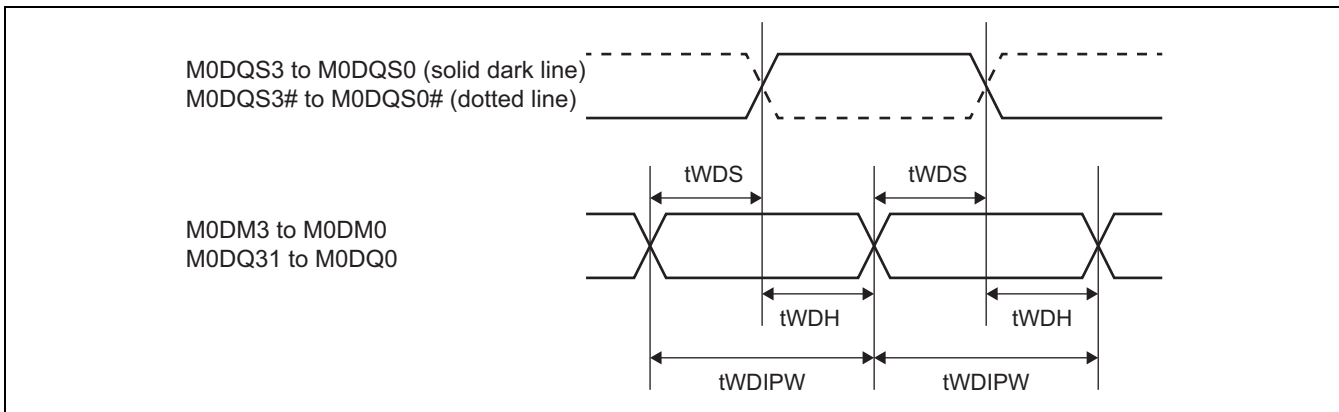 M0DQS3 to M0DQS0 (solid dark line)
M0DQS3# to M0DQS0# (dotted line)
tWDS
tWDS
M0DM3 to M0DM0
M0DQ31 to M0DQ0
tWDH
tWDH
tWDIPW
tWDIPW